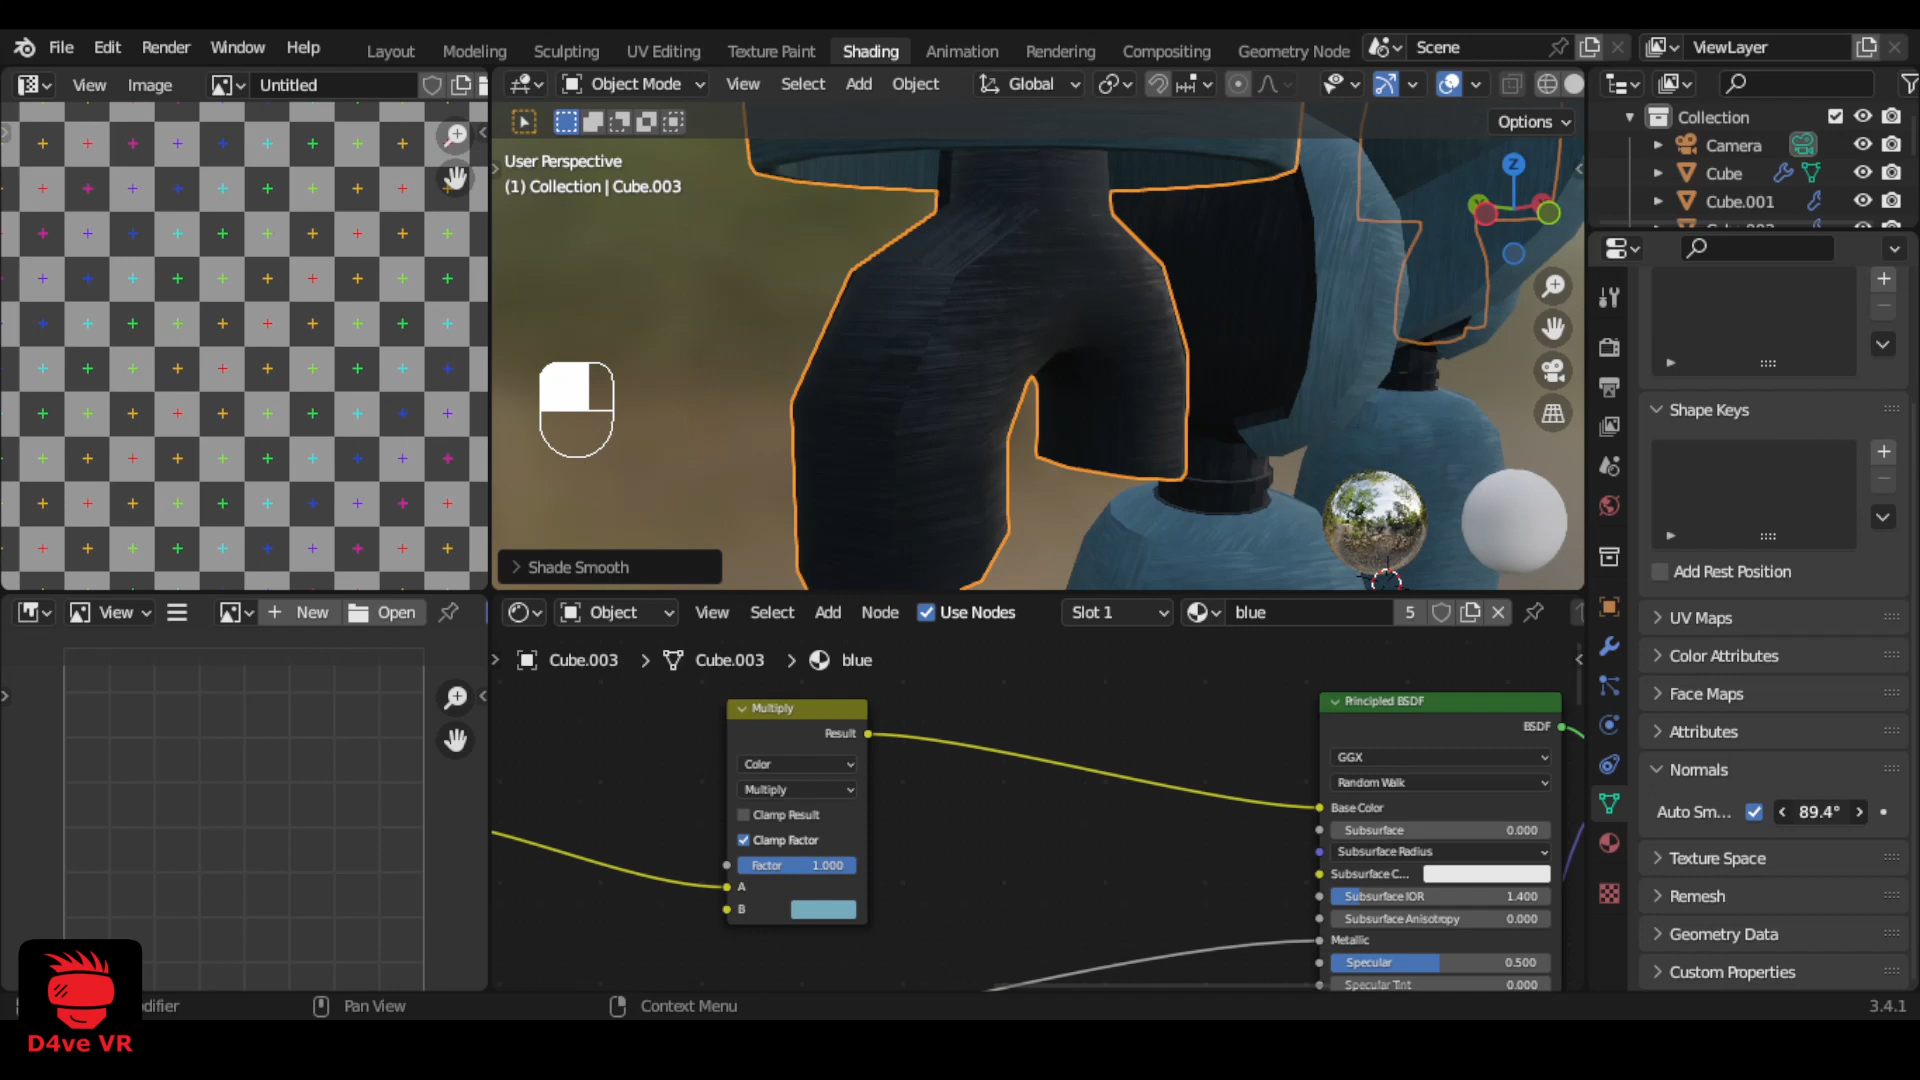 File Edit Render Window Help Layout Modeling Sculpting UV Editing Texture Paint Shading Animation Rendering Compositing Geometry Node Scene ViewLayer
View Image Untitled Object Mode View Select Add Object Global
Options
User Perspective
(1) Collection | Cube.003
Collection
Camera
Cube
Cube.001
Z
Shade Smooth
Shape Keys
Add Rest Position
UV Maps
Color Attributes
Face Maps
Attributes
Normals
Auto Sm... 89.4°
Texture Space
Remesh
Geometry Data
Custom Properties
View New Open Object View Select Add Node Use Nodes Slot 1 blue 5
Cube.003 Cube.003 blue
Multiply
Result
Color
Multiply
Clamp Result
Clamp Factor
Factor 1.000
A
B
Principled BSDF
BSDF
GGX
Random Walk
Base Color
Subsurface 0.000
Subsurface Radius
Subsurface C...
Subsurface IOR 1.400
Subsurface Anisotropy 0.000
Metallic
Specular 0.500
Specular Tint 0.000
difier Pan View Context Menu 3.4.1
D4ve VR